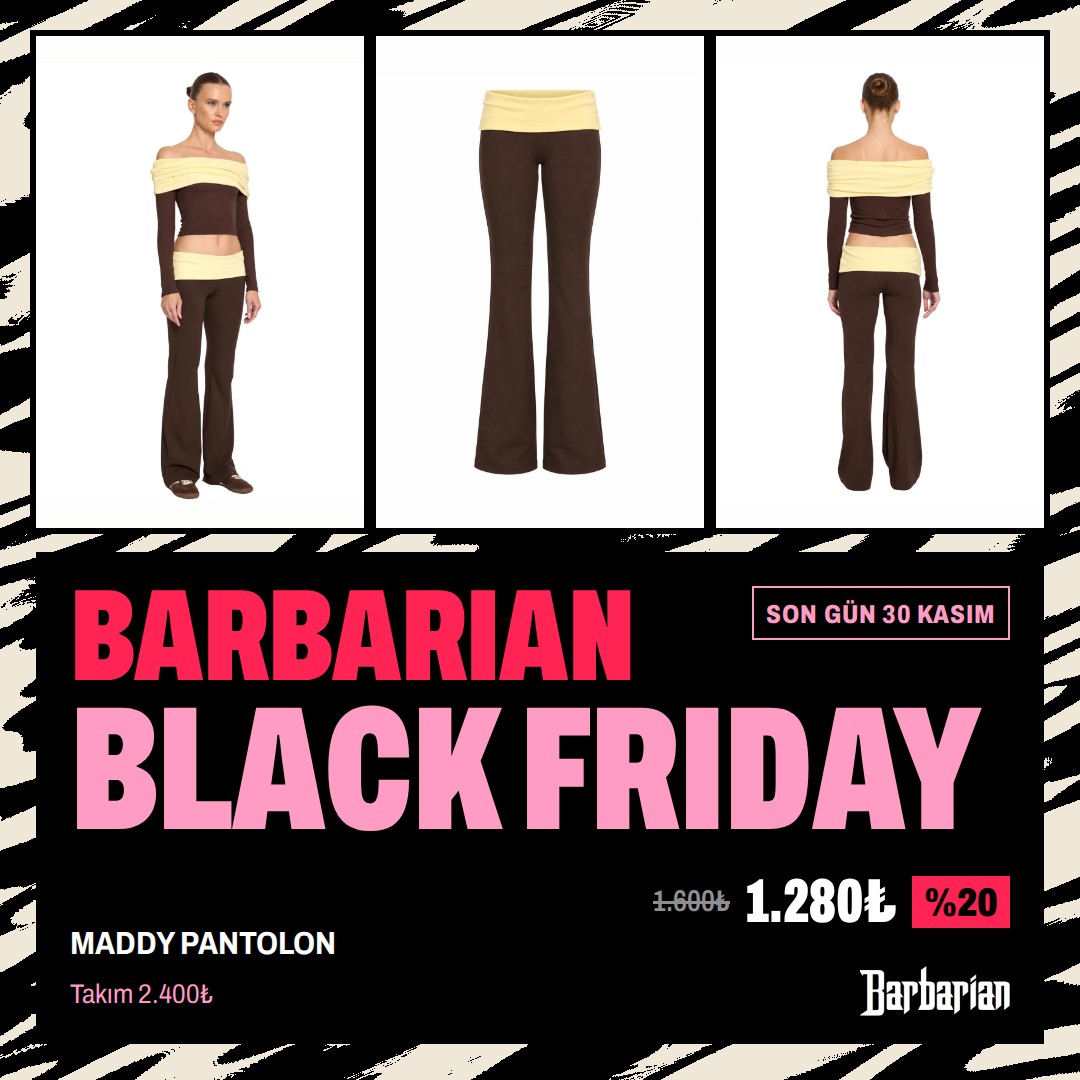 BARBARIAN
SON GÜN 30 KASIM
BLACK FRIDAY
1.600₺ 1.280₺ %20
MADDY PANTOLON
Takım 2.400₺
Barbarian